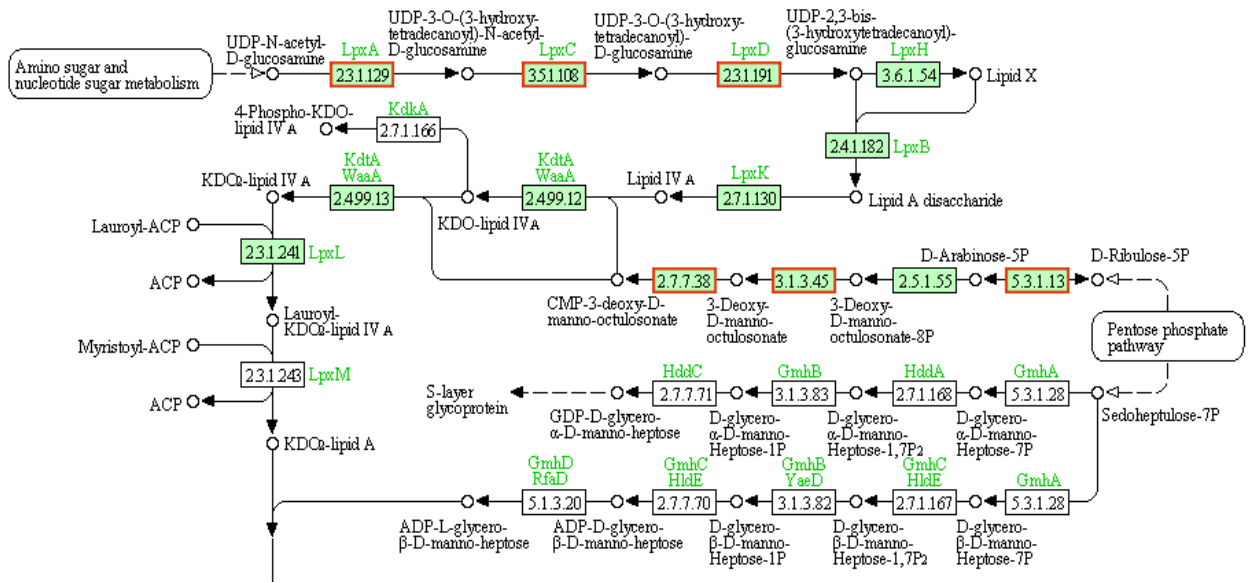 UDP-N-acetyl-
D-glucosamine
LpxA
UDP-3-O-(3-hydroxy-
tetradecanoyl)-N-acetyl-
D-glucosamine
LpxC
UDP-3-O-(3-hydroxy-
tetradecanoyl)-
D-glucosamine
LpxD
UDP-2,3-bis-
(3-hydroxytetradecanoyl)-
glucosamine
LpxH
Amino sugar and
nucleotide sugar metabolism
2.3.1.129
3.5.1.108
2.3.1.191
3.6.1.54
Lipid X
4-Phospho-KDO-
lipid IV A
KdkA
2.7.1.166
2.4.1.182
LpxB
KDO2-lipid IV A
KdtA
WaaA
2.4.99.13
KDO-lipid IV A
KdtA
WaaA
2.4.99.12
Lipid IV A
LpxK
2.7.1.130
Lipid A disaccharide
Lauroyl-ACP
2.3.1.241
LpxL
ACP
D-Arabinose-5P
D-Ribulose-5P
2.7.7.38
3.1.3.45
2.5.1.55
5.3.1.13
CMP-3-deoxy-D-
manno-octulosonate
3-Deoxy-
D-manno-
octulosonate
3-Deoxy-
D-manno-
octulosonate-8P
Lauroyl-
KDO2-lipid IV A
Pentose phosphate
pathway
Myristoyl-ACP
2.3.1.243
LpxM
ACP
S-layer
glycoprotein
HddC
2.7.7.71
GmhB
3.1.3.83
HddA
2.7.1.168
GmhA
5.3.1.28
Sedoheptulose-7P
GDP-D-glycero-
α-D-manno-heptose
D-glycero-
α-D-manno-
Heptose-1P
D-glycero-
α-D-manno-
Heptose-1,7P2
D-glycero-
α-D-manno-
Heptose-7P
KDO2-lipid A
GmhD
RfaD
5.1.3.20
GmhC
HldE
2.7.7.70
GmhB
YaeD
3.1.3.82
GmhC
HldE
2.7.1.167
GmhA
5.3.1.28
ADP-L-glycero-
β-D-manno-heptose
ADP-D-glycero-
β-D-manno-heptose
D-glycero-
β-D-manno-
Heptose-1P
D-glycero-
β-D-manno-
Heptose-1,7P2
D-glycero-
β-D-manno-
Heptose-7P